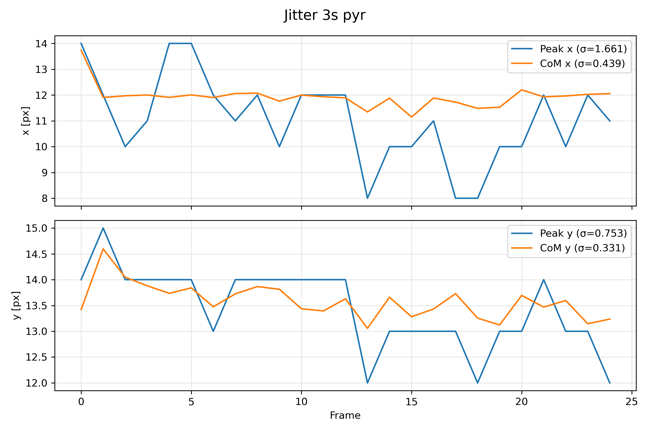 Jitter 3s pyr
14
13
12
11
10
9
8
x [px]
Peak x (σ=1.661)
CoM x (σ=0.439)
15.0
14.5
14.0
13.5
13.0
12.5
12.0
y [px]
Peak y (σ=0.753)
CoM y (σ=0.331)
0 5 10 15 20 25
Frame